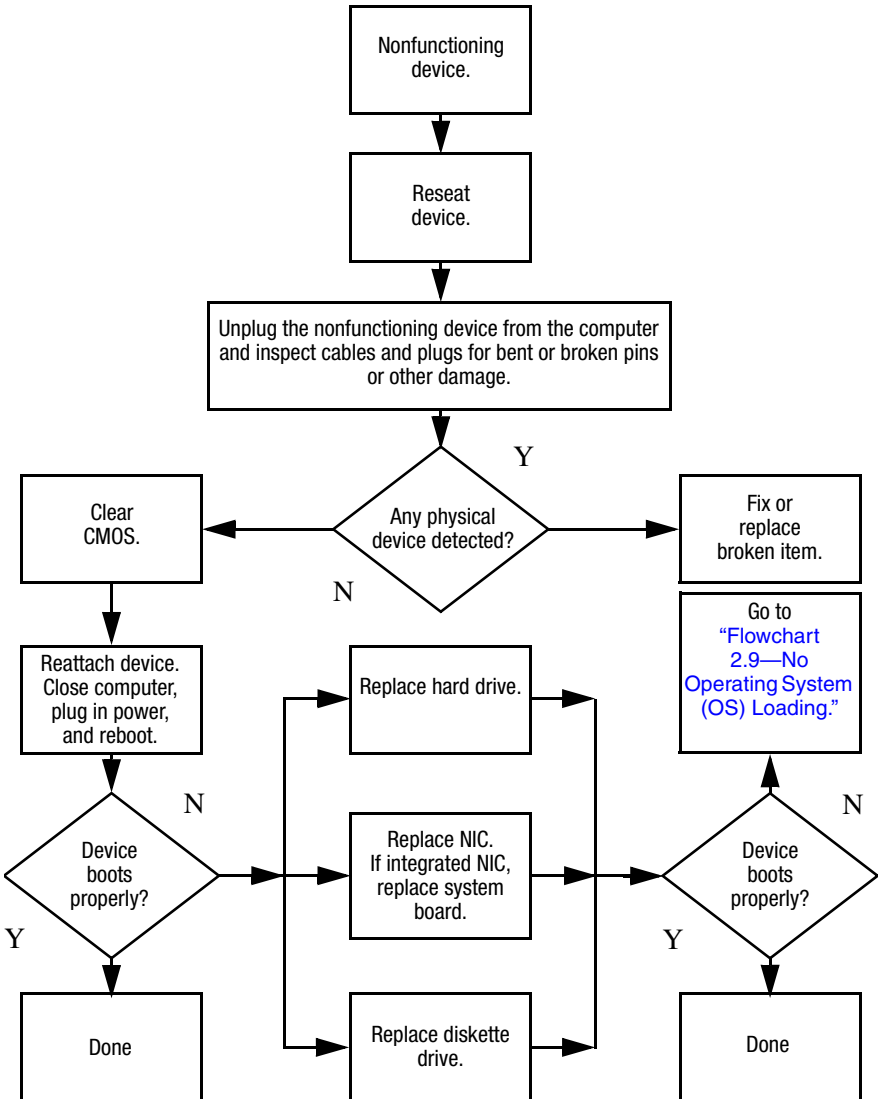 Nonfunctioning
device.
Reseat
device.
Unplug the nonfunctioning device from the computer
and inspect cables and plugs for bent or broken pins
or other damage.
Y
Clear
CMOS.
Any physical
device detected?
Fix or
replace
broken item.
N
Go to
“Flowchart
2.9—No
Operating System
(OS) Loading.”
Reattach device.
Close computer,
plug in power,
and reboot.
Replace hard drive.
N
N
Device
boots
properly?
Replace NIC.
If integrated NIC,
replace system
board.
Device
boots
properly?
Y
Y
Done
Replace diskette
drive.
Done